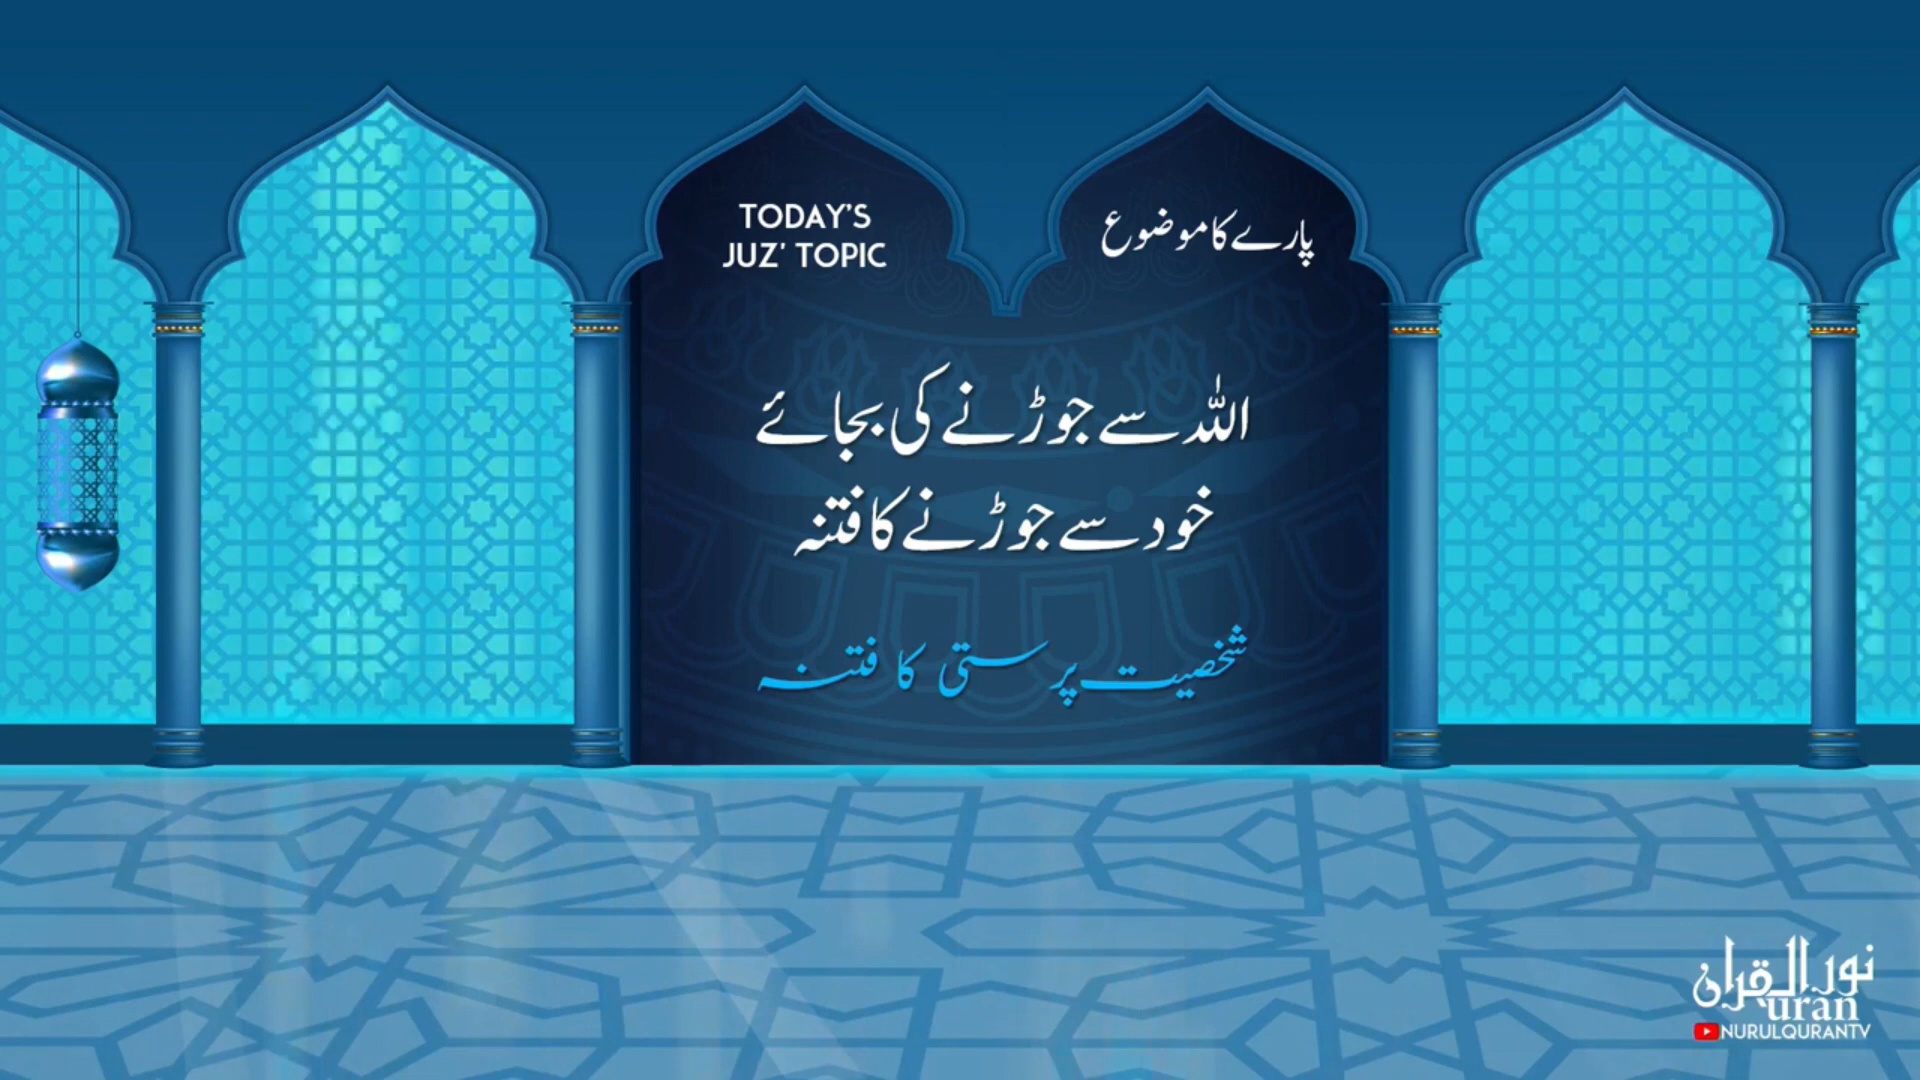 TODAY'S
JUZ' TOPIC
پارے کا موضوع
اللہ سے جوڑنے کی بجائے
خود سے جوڑنے کا فتنہ
شخصیت پرستی کا فتنہ
نور القرآن
uran
NURULQURANTV